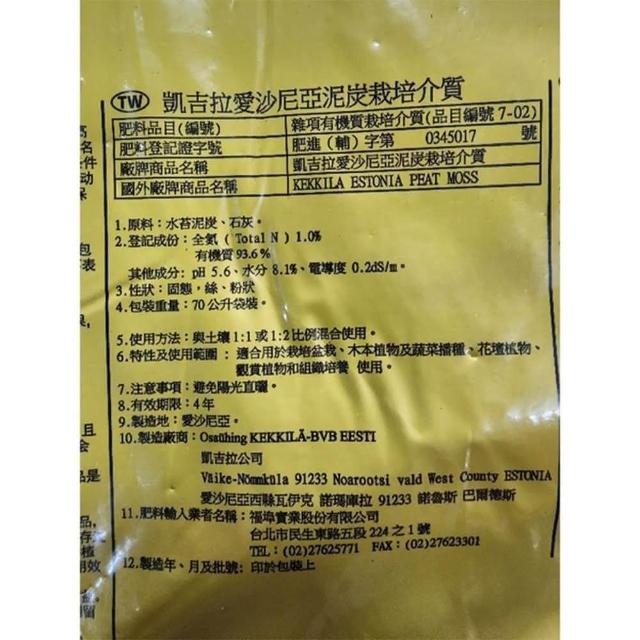 TW 凱吉拉愛沙尼亞泥炭栽培介質
肥料品目(編號) 雜項有機質栽培介質(品目編號 7-02)
肥料登記證字號 肥進（輔）字第 0345017 號
廠牌商品名稱 凱吉拉愛沙尼亞泥炭栽培介質
國外廠牌商品名稱 KEKKILA ESTONIA PEAT MOSS
1.原料：水苔泥炭、石灰。
2.登記成份：全氮 ( Total N ) 1.0%
有機質 93.6%
其他成分: pH 5.6、水分 8.1%、電導度 0.2dS/m。
3.性狀：固態，絲、粉狀
4.包裝重量：70公升袋裝。
5.使用方法：與土壤 1:1 或 1:2 比例混合使用。
6.特性及使用範圍 : 適合用於栽培盆栽、木本植物及蔬菜播種、花壇植物、
觀賞植物和組織培養 使用。
7.注意事項：避免陽光直曬。
8.有效期限：4年
9.製造地：愛沙尼亞。
10.製造廠商：Osaühing KEKKILÄ-BVB EESTI
凱吉拉公司
Väike-Nõmmküla 91233 Noarootsi vald West County ESTONIA
愛沙尼亞西縣瓦伊克 諾瑪庫拉 91233 諾魯斯 巴爾德斯
11.肥料輸入業者名稱：福埠實業股份有限公司
台北市民生東路五段 224 之 1 號
TEL：(02)27625771 FAX：(02)27623301
12.製造年、月及批號: 印於包裝上